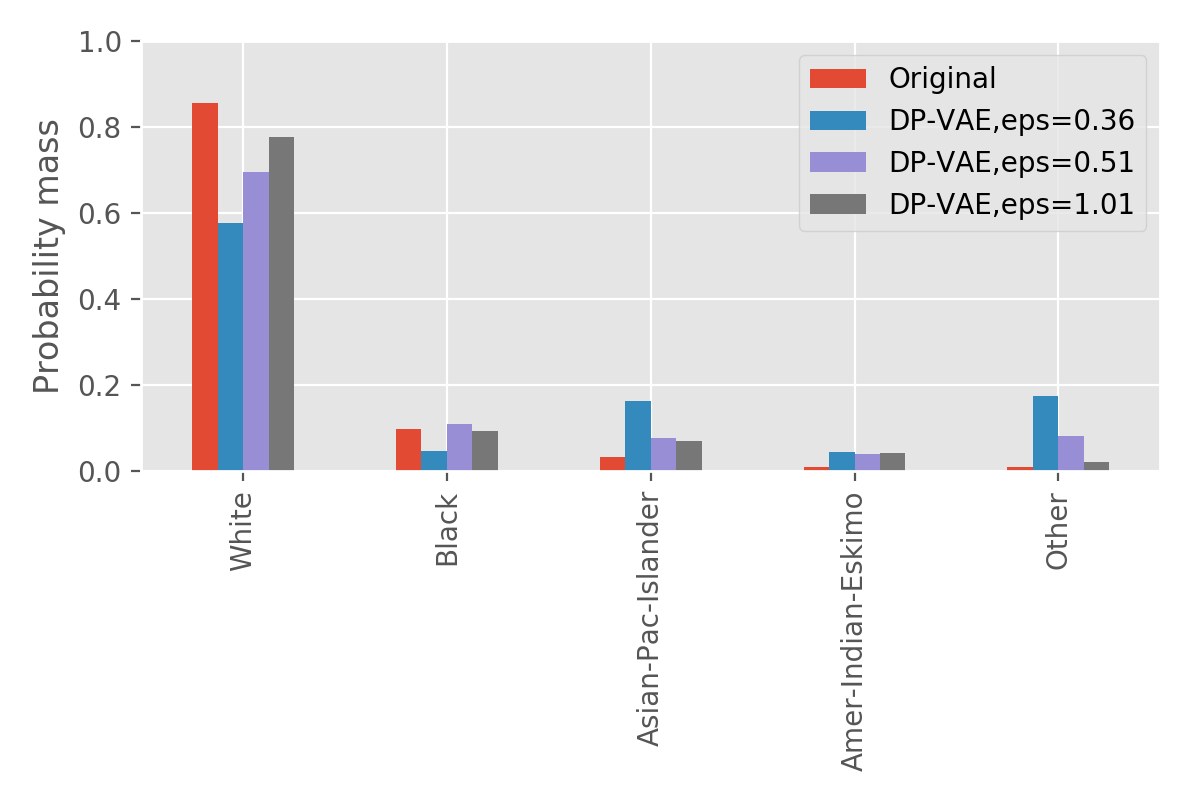 Probability mass
1.0
0.8
0.6
0.4
0.2
0.0
Original
DP-VAE,eps=0.36
DP-VAE,eps=0.51
DP-VAE,eps=1.01
White
Black
Asian-Pac-Islander
Amer-Indian-Eskimo
Other